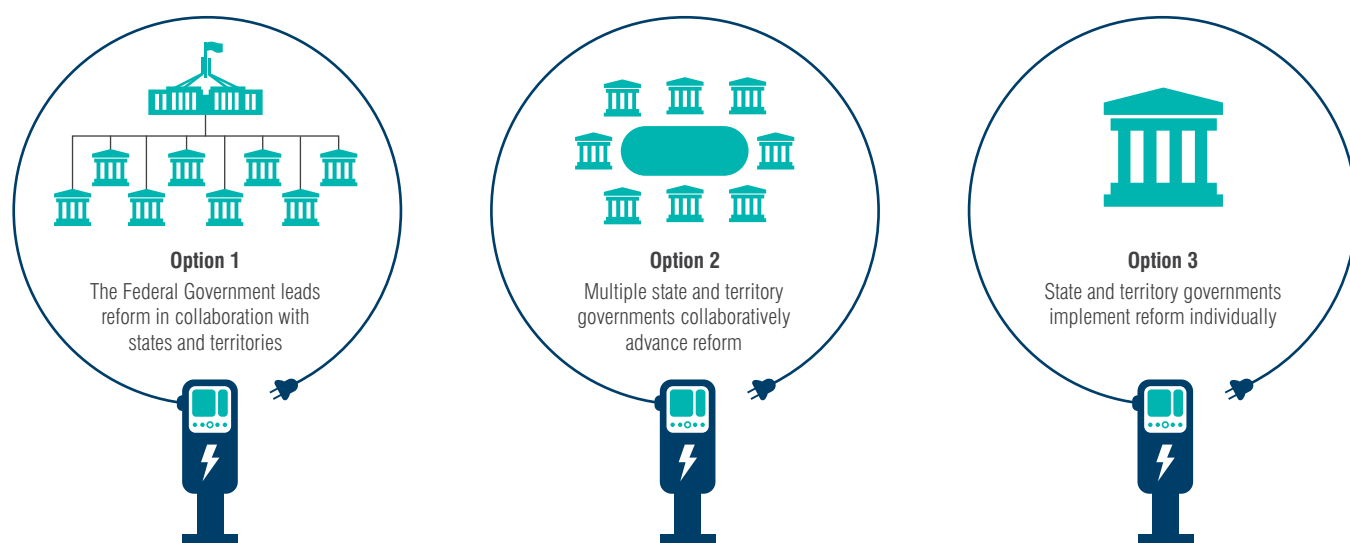 Option 1
The Federal Government leads
reform in collaboration with
states and territories
Option 2
Multiple state and territory
governments collaboratively
advance reform
Option 3
State and territory governments
implement reform individually